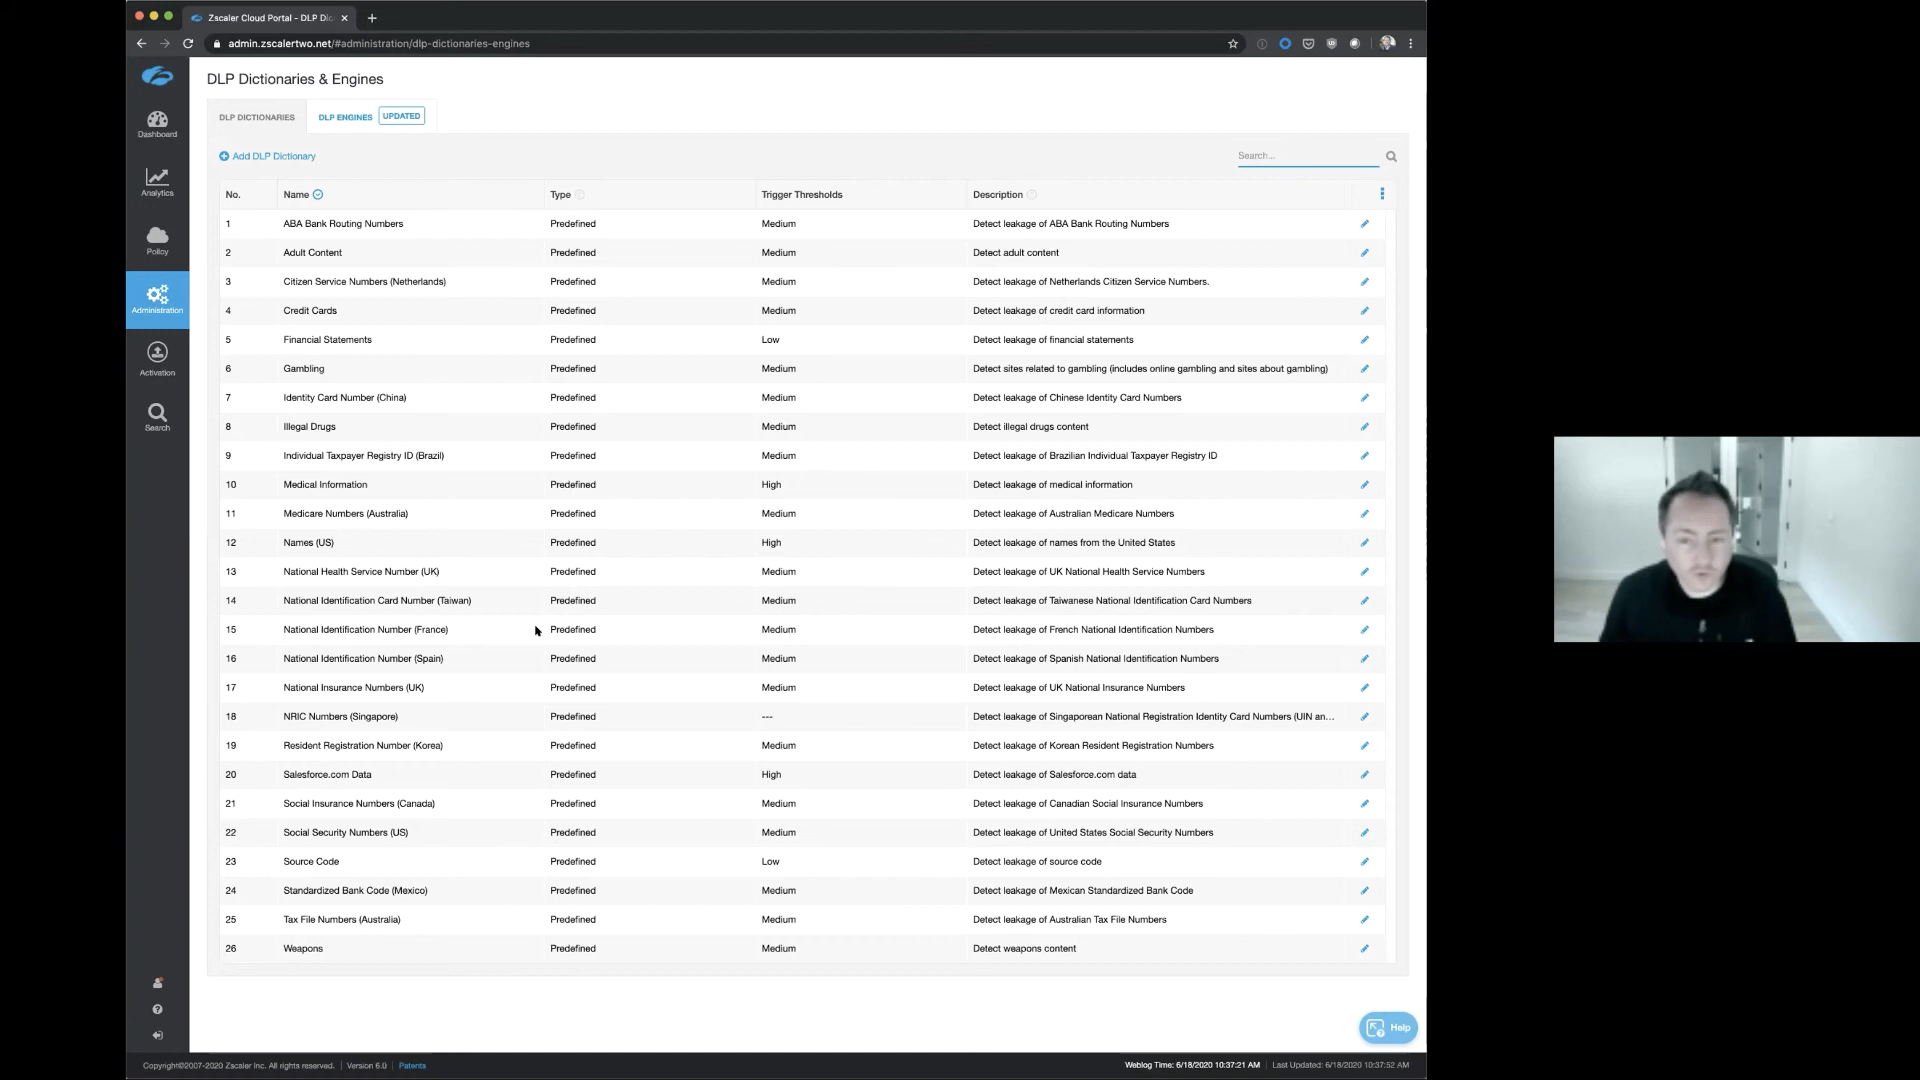 Zscaler Cloud Portal - DLP Dic
admin.zscalertwo.net/#administration/dlp-dictionaries-engines
Dashboard
Analytics
Policy
Administration
Activation
Search
DLP Dictionaries & Engines
DLP DICTIONARIES
DLP ENGINES UPDATED
Add DLP Dictionary
Search...
No. Name Type Trigger Thresholds Description
1 ABA Bank Routing Numbers Predefined Medium Detect leakage of ABA Bank Routing Numbers
2 Adult Content Predefined Medium Detect adult content
3 Citizen Service Numbers (Netherlands) Predefined Medium Detect leakage of Netherlands Citizen Service Numbers.
4 Credit Cards Predefined Medium Detect leakage of credit card information
5 Financial Statements Predefined Low Detect leakage of financial statements
6 Gambling Predefined Medium Detect sites related to gambling (includes online gambling and sites about gambling)
7 Identity Card Number (China) Predefined Medium Detect leakage of Chinese Identity Card Numbers
8 Illegal Drugs Predefined Medium Detect illegal drugs content
9 Individual Taxpayer Registry ID (Brazil) Predefined Medium Detect leakage of Brazilian Individual Taxpayer Registry ID
10 Medical Information Predefined High Detect leakage of medical information
11 Medicare Numbers (Australia) Predefined Medium Detect leakage of Australian Medicare Numbers
12 Names (US) Predefined High Detect leakage of names from the United States
13 National Health Service Number (UK) Predefined Medium Detect leakage of UK National Health Service Numbers
14 National Identification Card Number (Taiwan) Predefined Medium Detect leakage of Taiwanese National Identification Card Numbers
15 National Identification Number (France) Predefined Medium Detect leakage of French National Identification Numbers
16 National Identification Number (Spain) Predefined Medium Detect leakage of Spanish National Identification Numbers
17 National Insurance Numbers (UK) Predefined Medium Detect leakage of UK National Insurance Numbers
18 NRIC Numbers (Singapore) Predefined --- Detect leakage of Singaporean National Registration Identity Card Numbers (UIN an...
19 Resident Registration Number (Korea) Predefined Medium Detect leakage of Korean Resident Registration Numbers
20 Salesforce.com Data Predefined High Detect leakage of Salesforce.com data
21 Social Insurance Numbers (Canada) Predefined Medium Detect leakage of Canadian Social Insurance Numbers
22 Social Security Numbers (US) Predefined Medium Detect leakage of United States Social Security Numbers
23 Source Code Predefined Low Detect leakage of source code
24 Standardized Bank Code (Mexico) Predefined Medium Detect leakage of Mexican Standardized Bank Code
25 Tax File Numbers (Australia) Predefined Medium Detect leakage of Australian Tax File Numbers
26 Weapons Predefined Medium Detect weapons content
Help
Copyright©2007-2020 Zscaler Inc. All rights reserved. | Version 6.0 | Patents
Weblog Time: 6/18/2020 10:37:21 AM | Last Updated: 6/18/2020 10:37:52 AM